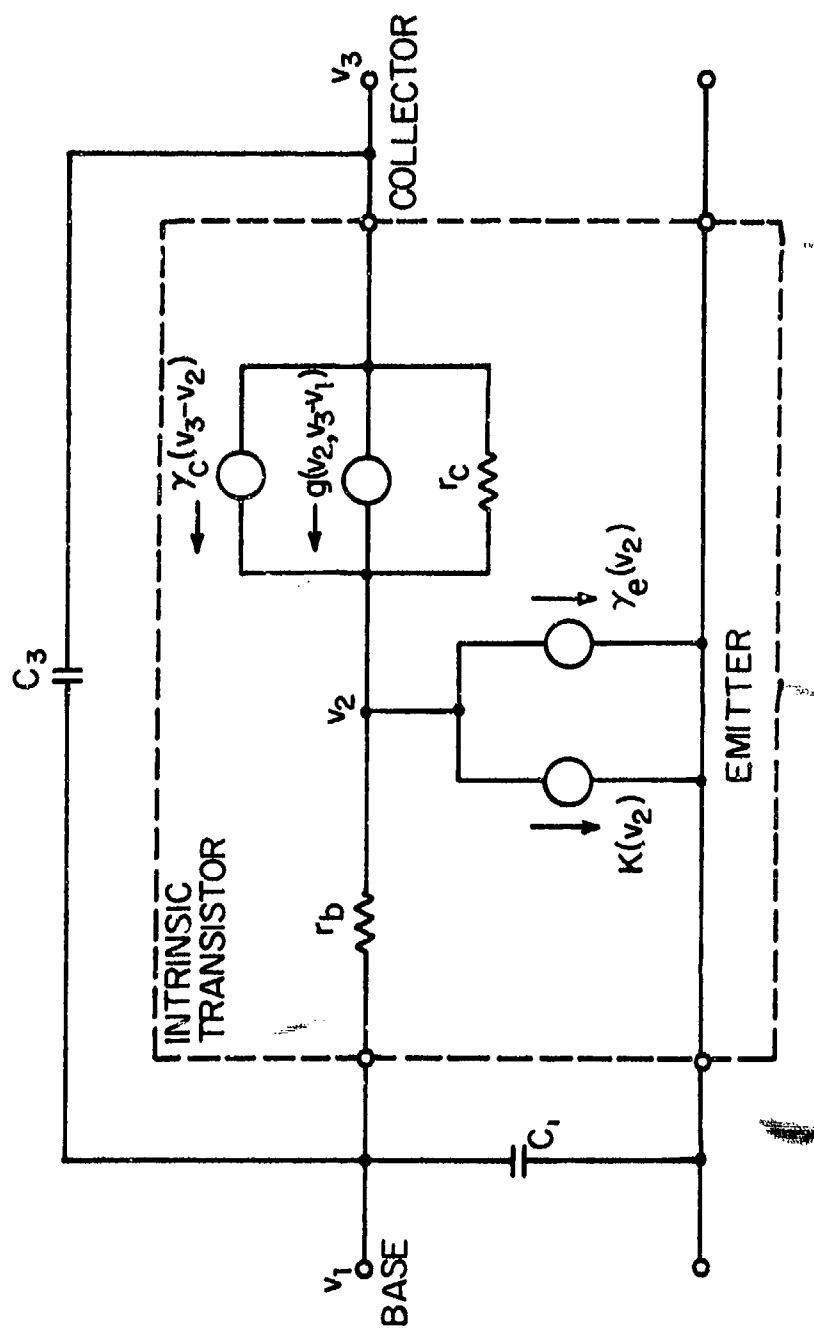 C₃
INTRINSIC
TRANSISTOR
γc(v₃-v₂)
g(v₂,v₃-v₁)
rc
v₁
BASE
rb
v₂
v₃
COLLECTOR
C₁
K(v₂)
γe(v₂)
EMITTER